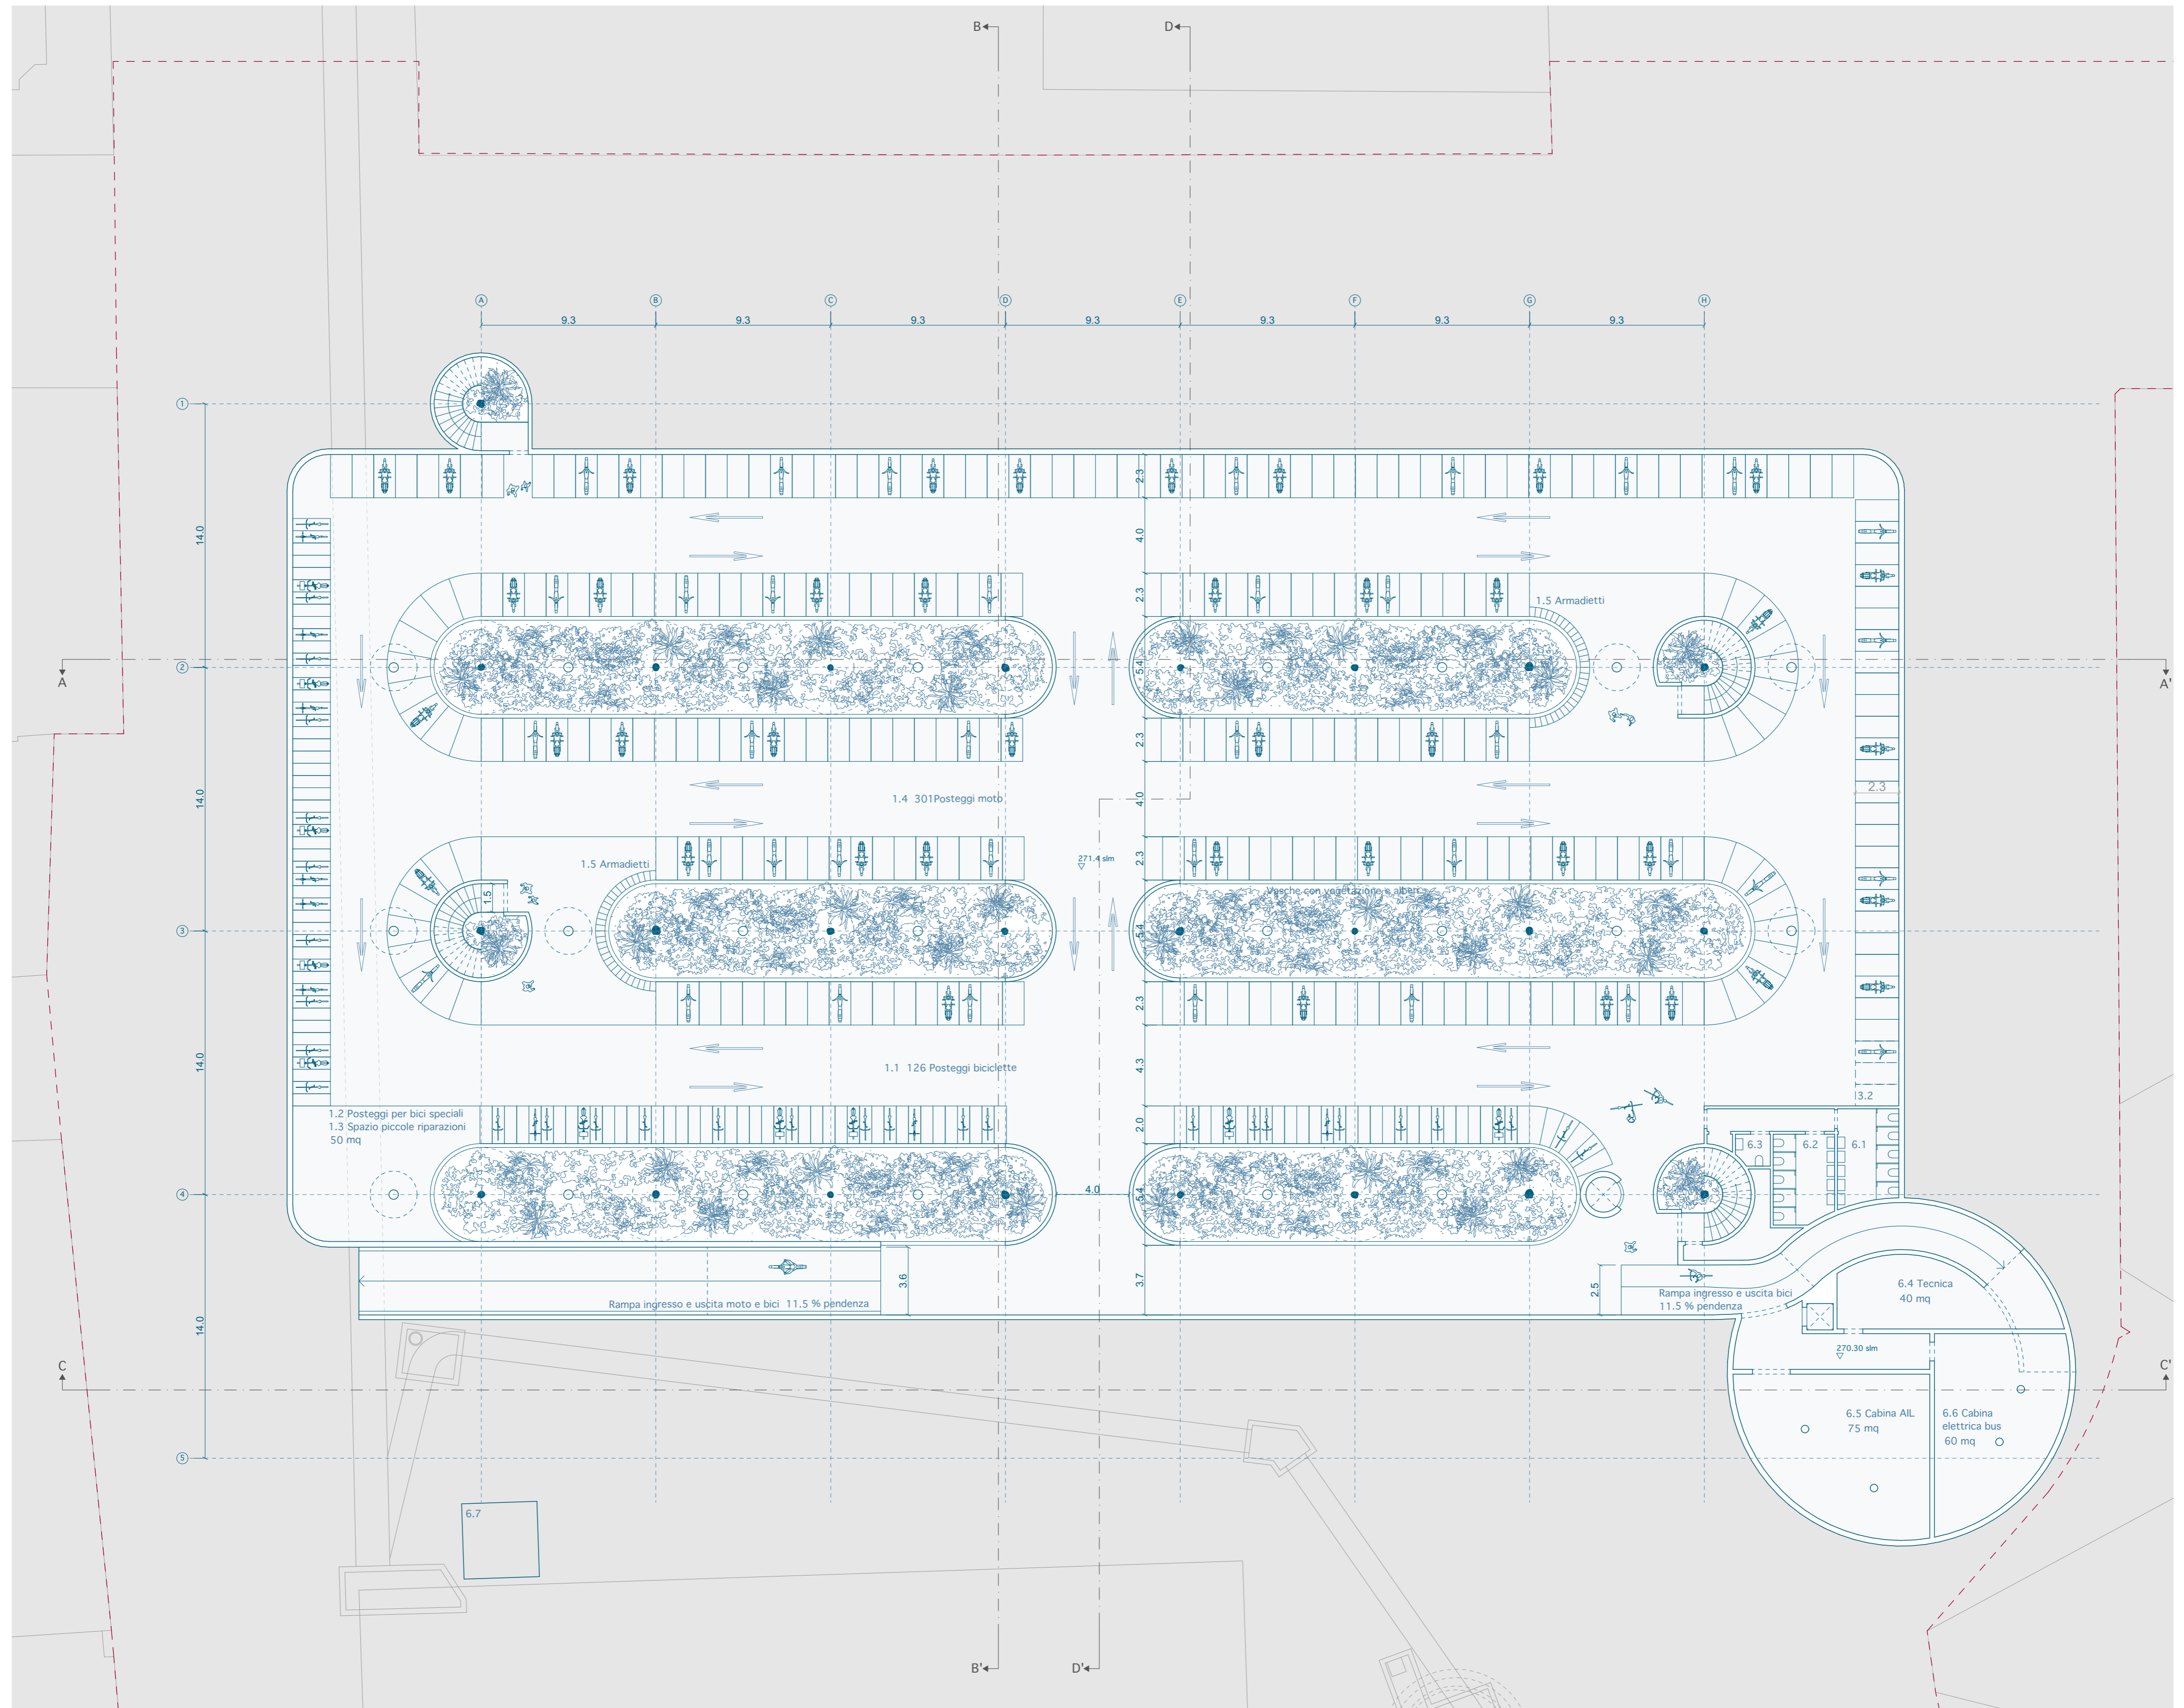 B
D
A
B
C
D
E
F
G
H
9.3
9.3
9.3
9.3
9.3
9.3
9.3
1
2.3
14.0
4.0
2.3
1.5 Armadietti
A
2
5.4
A'
2.3
14.0
4.0
1.4 301Posteggi moto
2.3
271.4 slm
2.3
1.5 Armadietti
1.5
Vasche con vegetazione e alberi
3
5.4
2.3
14.0
4.3
1.1 126 Posteggi biciclette
3.2
1.2 Posteggi per bici speciali
1.3 Spazio piccole riparazioni
50 mq
2.0
6.3
6.2
6.1
4
4.0
5.4
3.6
3.7
2.5
Rampa ingresso e uscita moto e bici 11.5 % pendenza
Rampa ingresso e uscita bici
11.5 % pendenza
6.4 Tecnica
40 mq
14.0
270.30 slm
C
C'
6.5 Cabina AIL
75 mq
6.6 Cabina
elettrica bus
60 mq
5
6.7
B'
D'